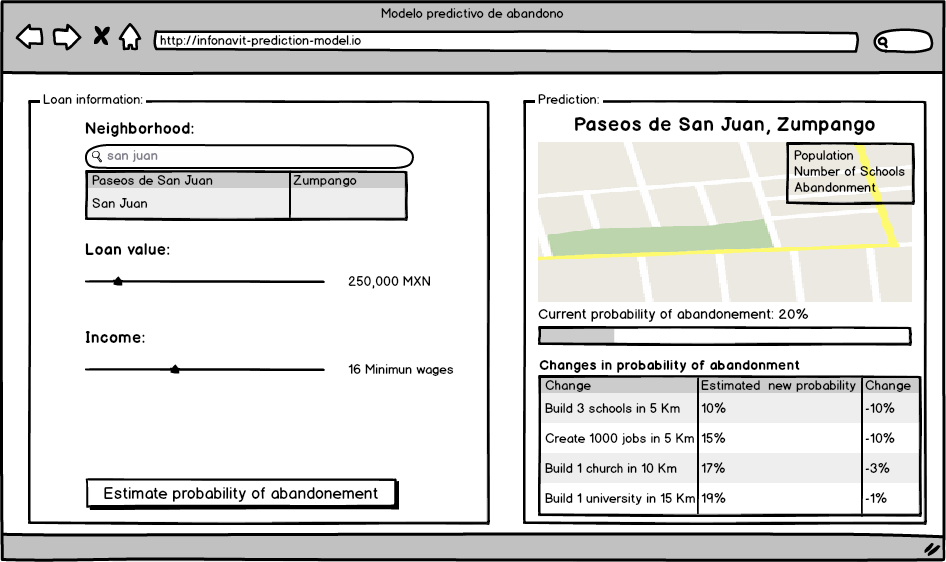 Modelo predictivo de abandono
http://infonavit-prediction-model.io
Loan information:
Neighborhood:
san juan
Paseos de San Juan Zumpango
San Juan
Loan value:
250,000 MXN
Income:
16 Minimun wages
Estimate probability of abandonement
Prediction:
Paseos de San Juan, Zumpango
Population
Number of Schools
Abandonment
Current probability of abandonement: 20%
Changes in probability of abandonment
Change Estimated new probability Change
Build 3 schools in 5 Km 10% -10%
Create 1000 jobs in 5 Km 15% -10%
Build 1 church in 10 Km 17% -3%
Build 1 university in 15 Km 19% -1%